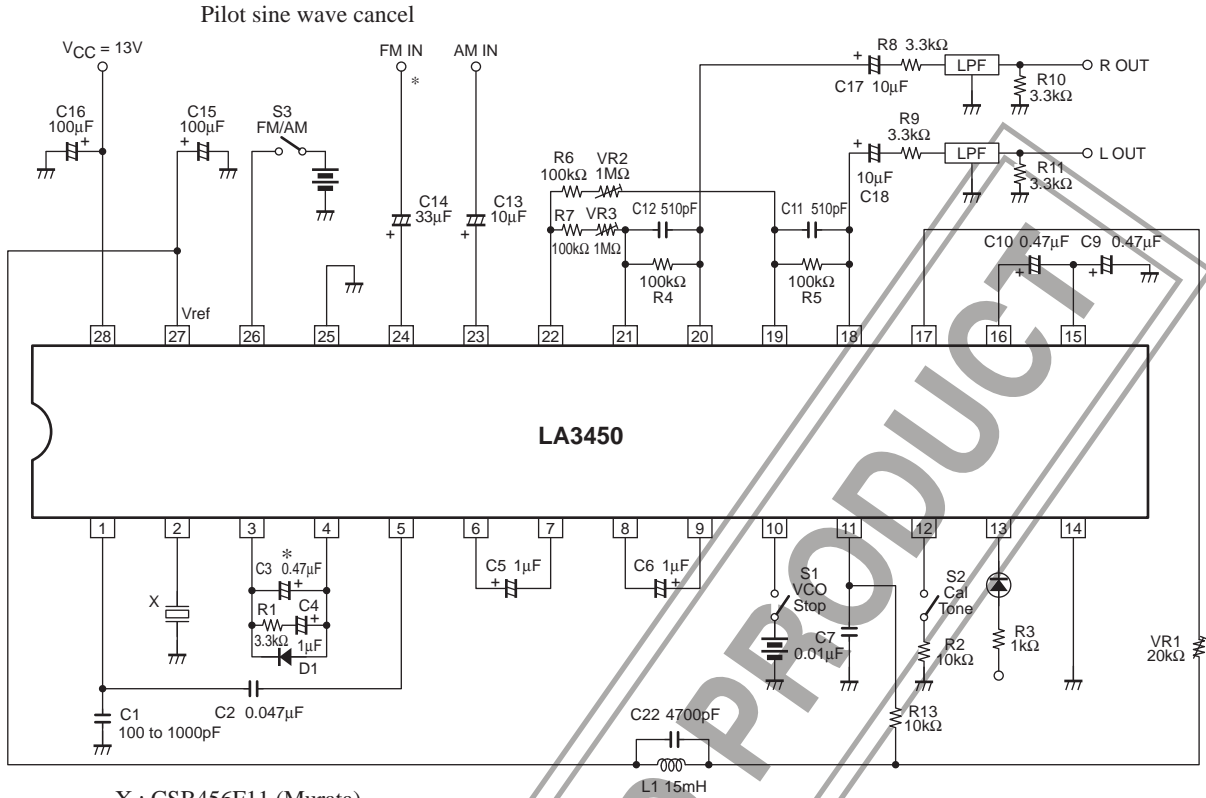 Pilot sine wave cancel
VCC = 13V
FM IN
AM IN
*
C16
100μF
+
C15
100μF
+
S3
FM/AM
C14
33μF
+
C13
10μF
+
R6
100kΩ
VR2
1MΩ
R7
100kΩ
VR3
1MΩ
C12 510pF
100kΩ
R4
C11 510pF
100kΩ
R5
+
C17 10μF
R8 3.3kΩ
LPF
R OUT
R10
3.3kΩ
+
10μF
C18
R9
3.3kΩ
LPF
L OUT
R11
3.3kΩ
C10 0.47μF
+
C9 0.47μF
+
Vref
28
27
26
25
24
23
22
21
20
19
18
17
16
15
LA3450
1
2
3
4
5
6
7
8
9
10
11
12
13
14
X
*
C3 0.47μF
+
R1
3.3kΩ
C4
+
1μF
D1
C5 1μF
+
C6 1μF
+
S1
VCO
Stop
C7
0.01μF
S2
Cal
Tone
R2
10kΩ
R3
1kΩ
VR1
20kΩ
C1
100 to 1000pF
C2 0.047μF
C22 4700pF
L1 15mH
R13
10kΩ
PRODUCT